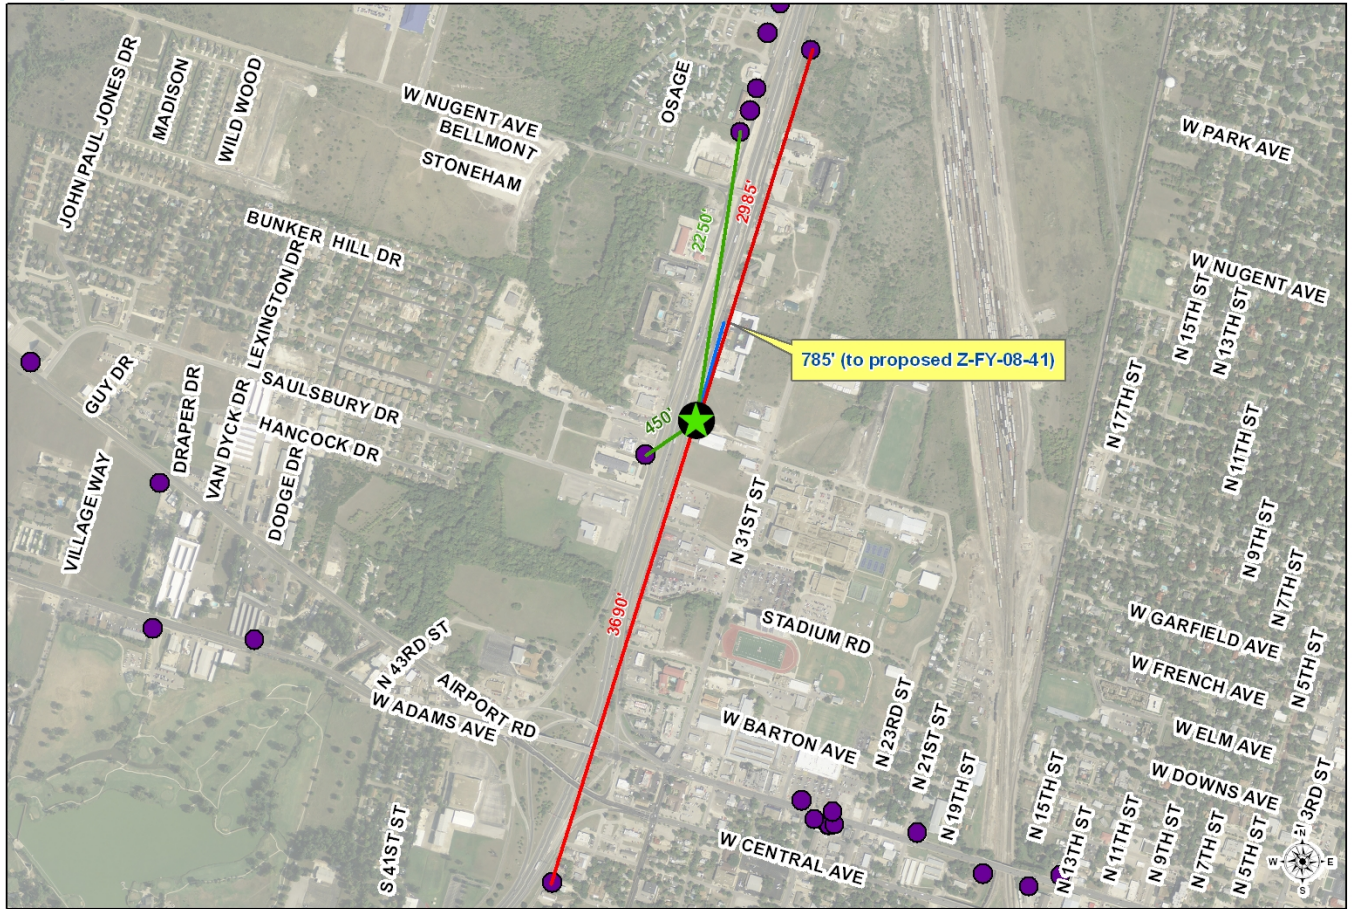 JOHN PAUL JONES DR
MADISON
WILD WOOD
W NUGENT AVE
BELLMONT
STONEHAM
OSAGE
W PARK AVE
BUNKER HILL DR
LEXINGTON DR
2250'
2985'
W NUGENT AVE
N 15TH ST
N 13TH ST
785' (to proposed Z-FY-08-41)
GUY DR
DRAPER DR
VAN DYCK DR
SAULSBURY DR
HANCOCK DR
DODGE DR
VILLAGE WAY
450'
N 31ST ST
N 17TH ST
N 11TH ST
N 9TH ST
N 7TH ST
N 5TH ST
3690'
STADIUM RD
W GARFIELD AVE
W FRENCH AVE
W ELM AVE
W DOWNS AVE
N 43RD ST
AIRPORT RD
W ADAMS AVE
W BARTON AVE
N 23RD ST
N 21ST ST
N 19TH ST
N 15TH ST
N 3RD ST
S 41ST ST
W CENTRAL AVE
N 13TH ST
N 11TH ST
N 9TH ST
N 7TH ST
N 5TH ST
N
W E
S